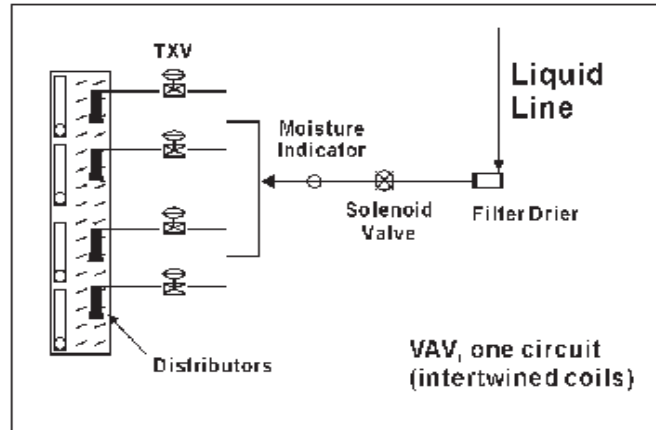 TXV
Liquid
Line
Moisture
Indicator
Solenoid
Valve
Filter Drier
Distributors
VAV, one circuit
(intertwined coils)